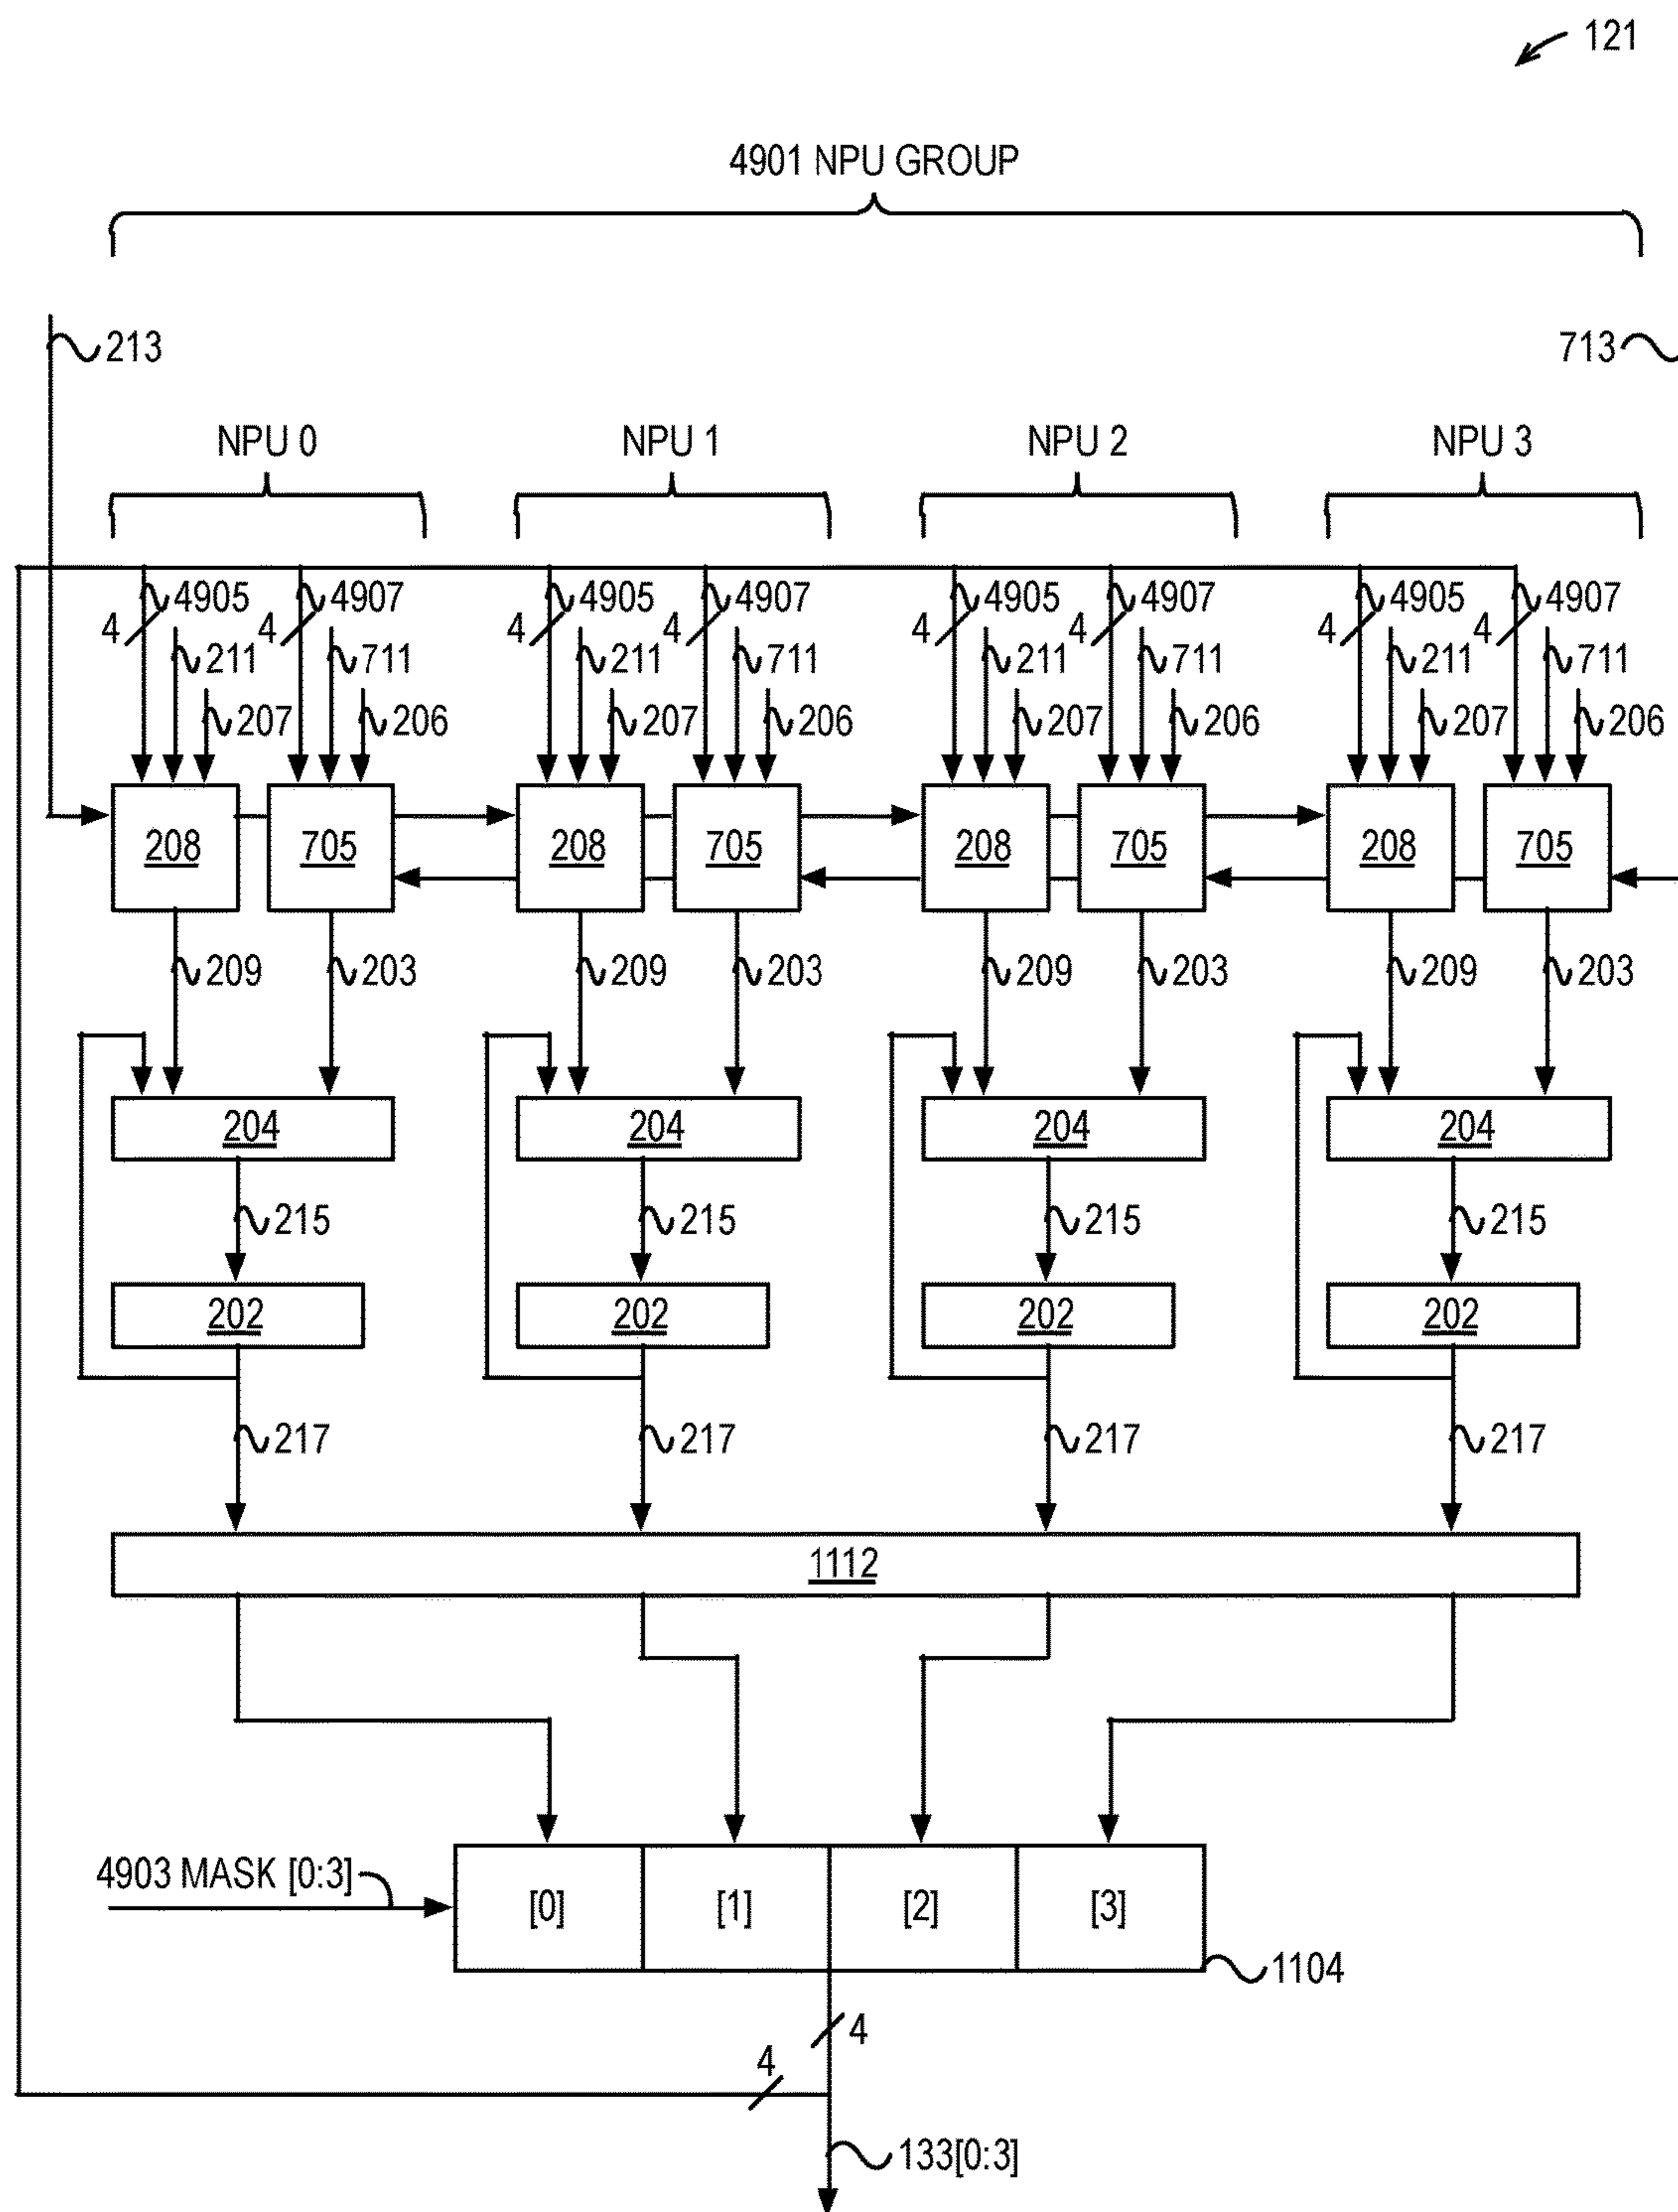 121
4901 NPU GROUP
213 713
NPU 0 NPU 1 NPU 2 NPU 3
4905 4907 4905 4907 4905 4907 4905 4907
4 4 4 4 4 4 4 4
211 711 211 711 211 711 211 711
207 206 207 206 207 206 207 206
208 705 208 705 208 705 208 705
209 203 209 203 209 203 209 203
204 204 204 204
215 215 215 215
202 202 202 202
217 217 217 217
1112
4903 MASK [0:3]
[0] [1] [2] [3]
1104
4
4
133[0:3]